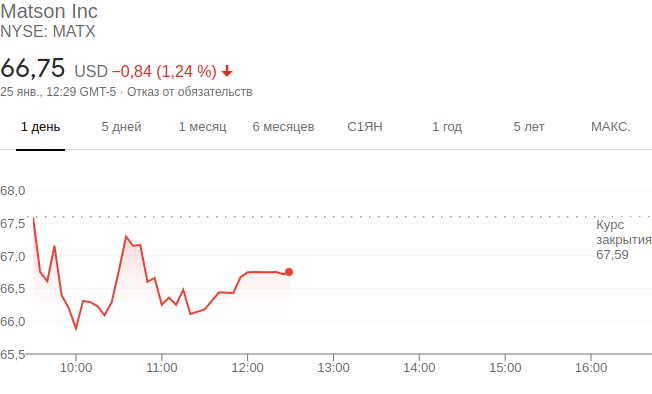 Matson Inc
NYSE: MATX
66,75 USD −0,84 (1,24 %)
25 янв., 12:29 GMT-5 · Отказ от обязательств
1 день 5 дней 1 месяц 6 месяцев С1ЯН 1 год 5 лет МАКС.
68,0
67,5
Курс
закрытия
67,59
67,0
66,5
66,0
65,5
10:00 11:00 12:00 13:00 14:00 15:00 16:00